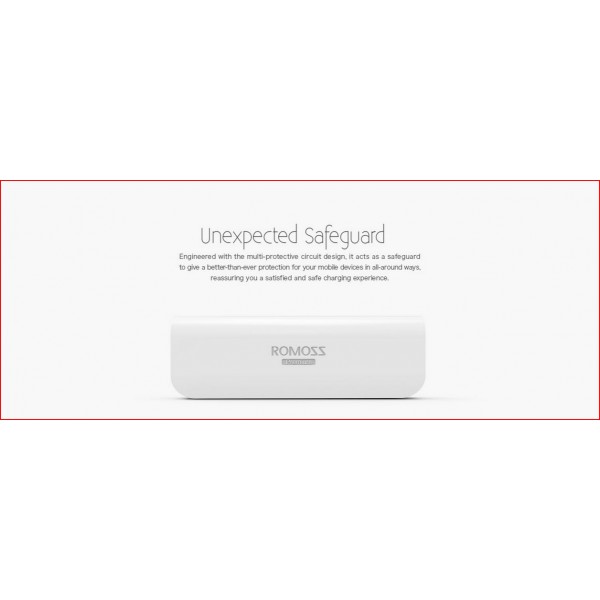 Unexpected Safeguard
Engineered with the multi-protective circuit design, it acts as a safeguard
to give a better-than-ever protection for your mobile devices in all-around ways,
reassuring you a satisfied and safe charging experience.
ROMOSS